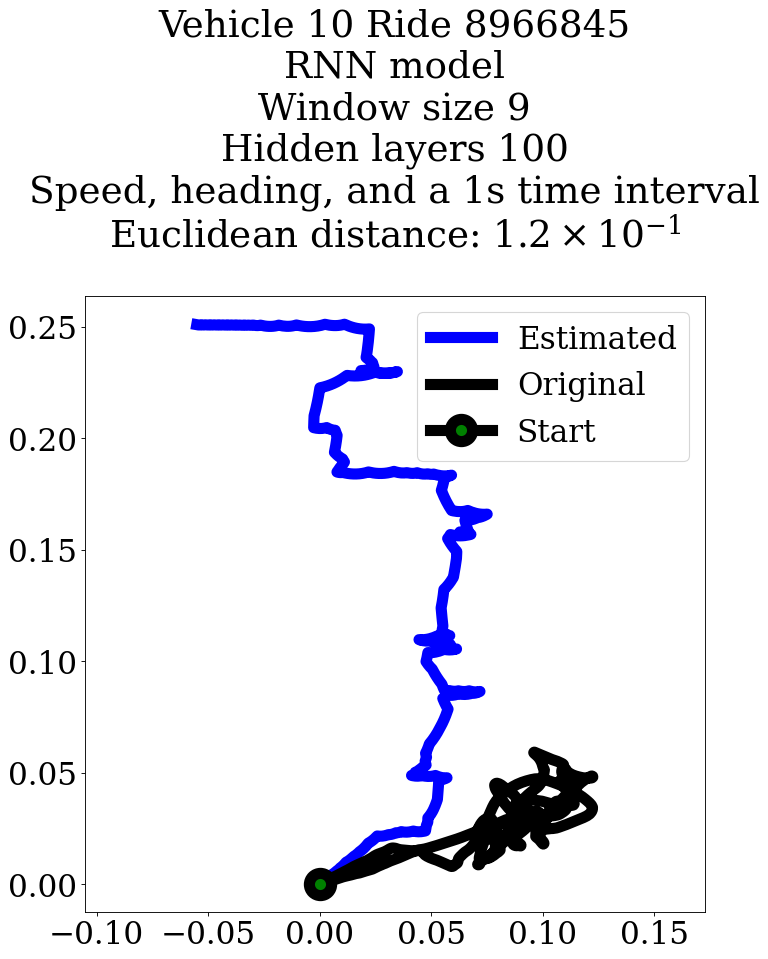 Vehicle 10 Ride 8966845
RNN model
Window size 9
Hidden layers 100
Speed, heading, and a 1s time interval
Euclidean distance: $1.2 \times 10^{-1}$
Estimated
Original
Start
0.25
0.20
0.15
0.10
0.05
0.00
−0.10 −0.05 0.00 0.05 0.10 0.15